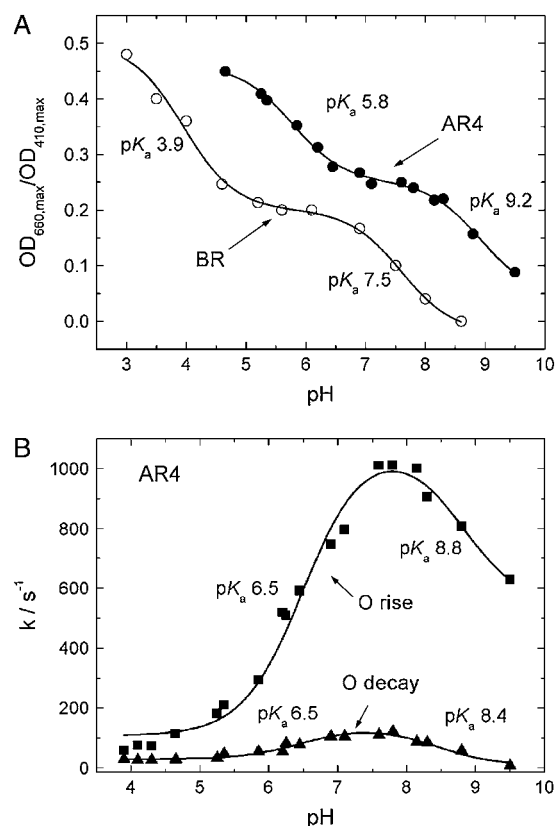 A
OD660,max/OD410,max
0.5
0.4
0.3
0.2
0.1
0.0
pKa 5.8
AR4
pKa 3.9
pKa 9.2
BR
pKa 7.5
3 4 5 6 7 8 9 10
pH
B
k / s-1
1000
800
600
400
200
0
AR4
pKa 8.8
pKa 6.5
O rise
O decay
pKa 6.5
pKa 8.4
4 5 6 7 8 9 10
pH